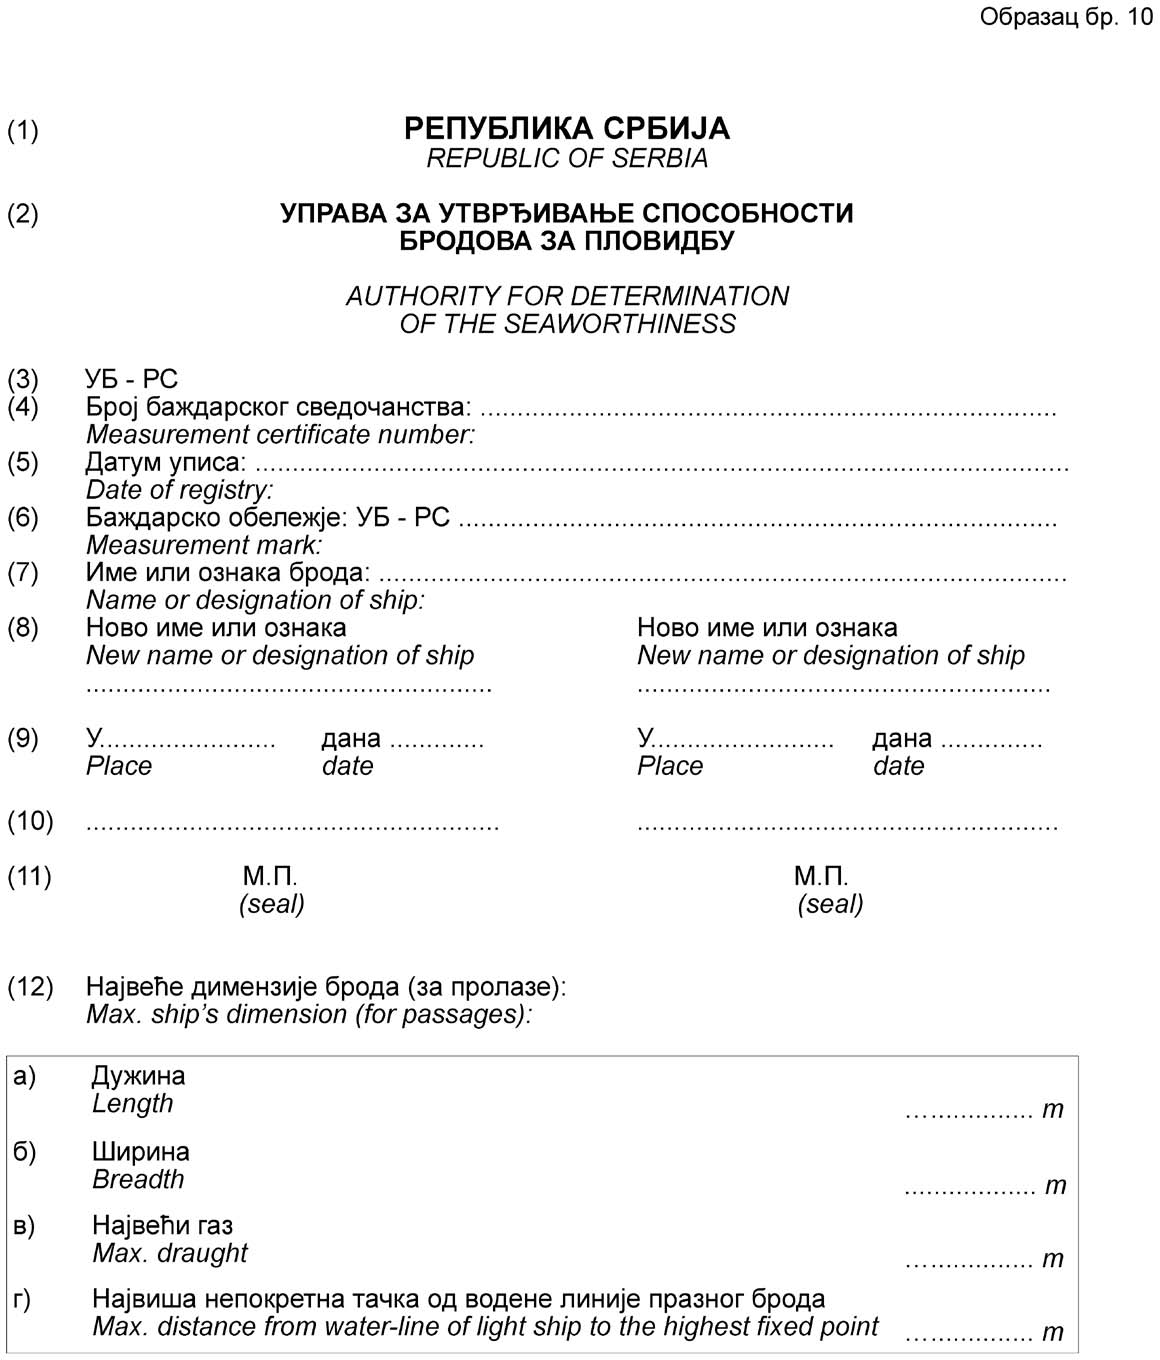 Образац бр. 10
(1) РЕПУБЛИКА СРБИЈА
REPUBLIC OF SERBIA
(2) УПРАВА ЗА УТВРЂИВАЊЕ СПОСОБНОСТИ
БРОДОВА ЗА ПЛОВИДБУ
AUTHORITY FOR DETERMINATION
OF THE SEAWORTHINESS
(3) УБ - РС
(4) Број баждарског сведочанства: ..............................................................................
Measurement certificate number:
(5) Датум уписа: ..............................................................................................................
Date of registry:
(6) Баждарско обележје: УБ - РС .................................................................................
Measurement mark:
(7) Име или ознака брода: .............................................................................................
Name or designation of ship:
(8) Ново име или ознака Ново име или ознака
New name or designation of ship New name or designation of ship
....................................................... ........................................................
(9) У........................ дана ............. У......................... дана ..............
Place date Place date
(10) ........................................................ .........................................................
(11) М.П. М.П.
(seal) (seal)
(12) Највеће димензије брода (за пролазе):
Max. ship's dimension (for passages):
а) Дужина
Length .................. m
б) Ширина
Breadth .................. m
в) Највећи газ
Max. draught .................. m
г) Највиша непокретна тачка од водене линије празног брода
Max. distance from water-line of light ship to the highest fixed point .................. m